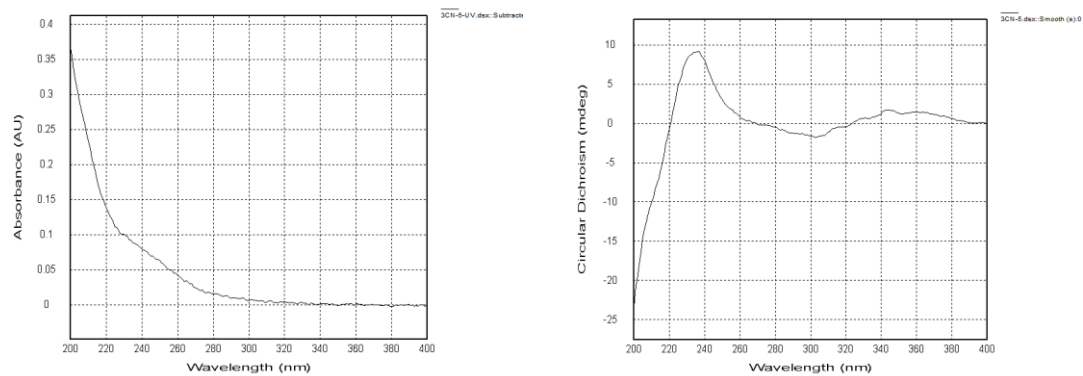 3CN-5-UV.dsx::Subtracte
Absorbance (AU)
0.4
0.35
0.3
0.25
0.2
0.15
0.1
0.05
0
200 220 240 260 280 300 320 340 360 380 400
Wavelength (nm)
3CN-5.dsx::Smooth (s):0
Circular Dichroism (mdeg)
10
5
0
-5
-10
-15
-20
-25
200 220 240 260 280 300 320 340 360 380 400
Wavelength (nm)